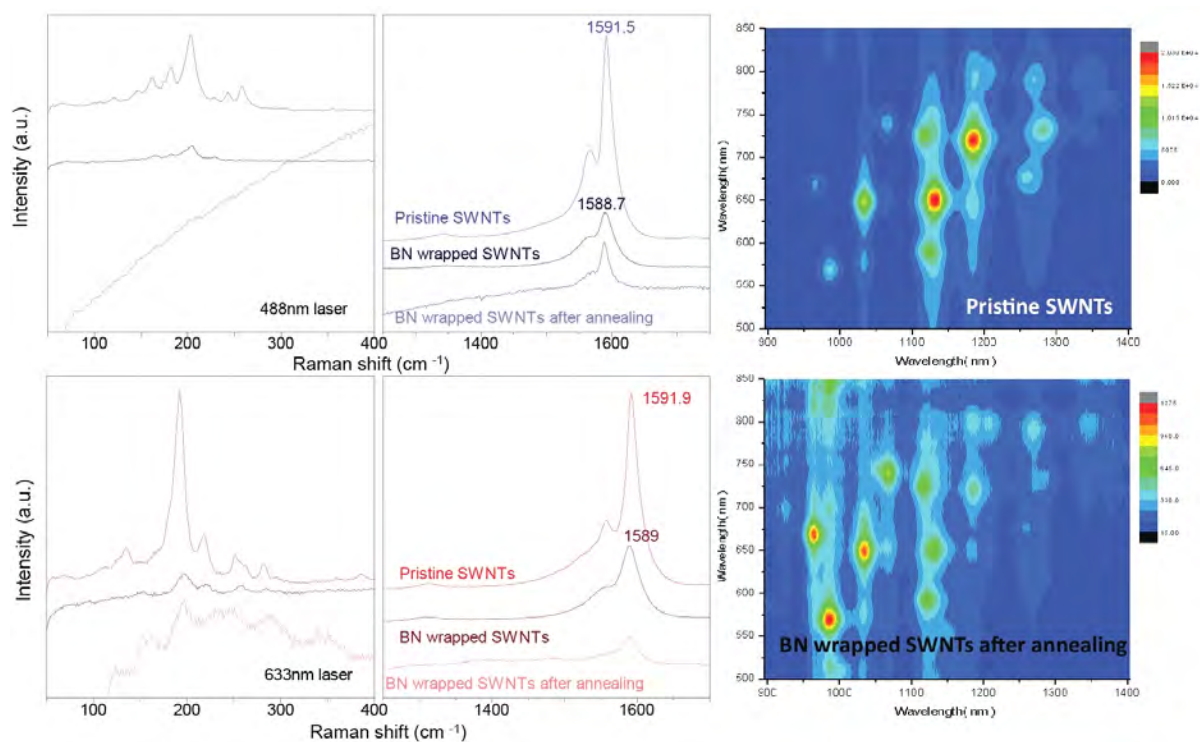 1591.5
Pristine SWNTs
1588.7
BN wrapped SWNTs
BN wrapped SWNTs after annealing
488nm laser
Intensity (a.u.)
100 200 300 400
1400 1600
Raman shift (cm -1)
850
800
750
700
650
600
550
500
Wavelength(nm)
Pristine SWNTs
900 1000 1100 1200 1300 1400
Wavelength(nm)
0.000
1591.9
Pristine SWNTs
1589
BN wrapped SWNTs
BN wrapped SWNTs after annealing
633nm laser
Intensity (a.u.)
100 200 300 400
1400 1600
Raman shift (cm -1)
850
800
750
700
650
600
550
500
Wavelength(nm)
BN wrapped SWNTs after annealing
1100 1200 1300 1400
Wavelength(nm)